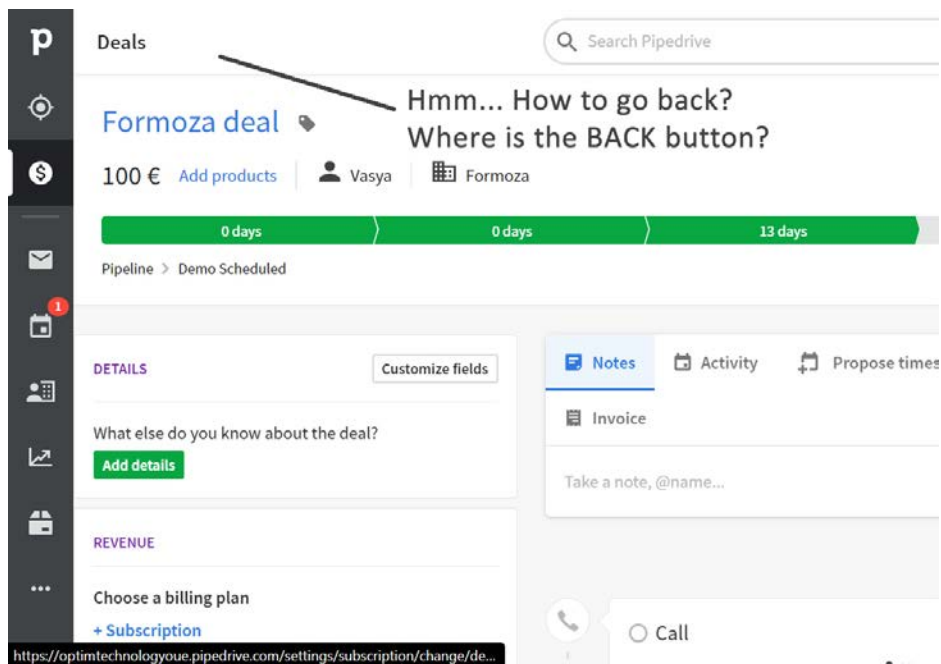 p
Deals
Search Pipedrive
Hmm... How to go back?
Where is the BACK button?
Formoza deal
100 € Add products Vasya Formoza
0 days 0 days 13 days
Pipeline > Demo Scheduled
1
DETAILS
Customize fields
What else do you know about the deal?
Add details
Notes Activity Propose times
Invoice
Take a note, @name...
REVENUE
Choose a billing plan
+ Subscription
Call
https://optimtechnologyoue.pipedrive.com/settings/subscription/change/de...